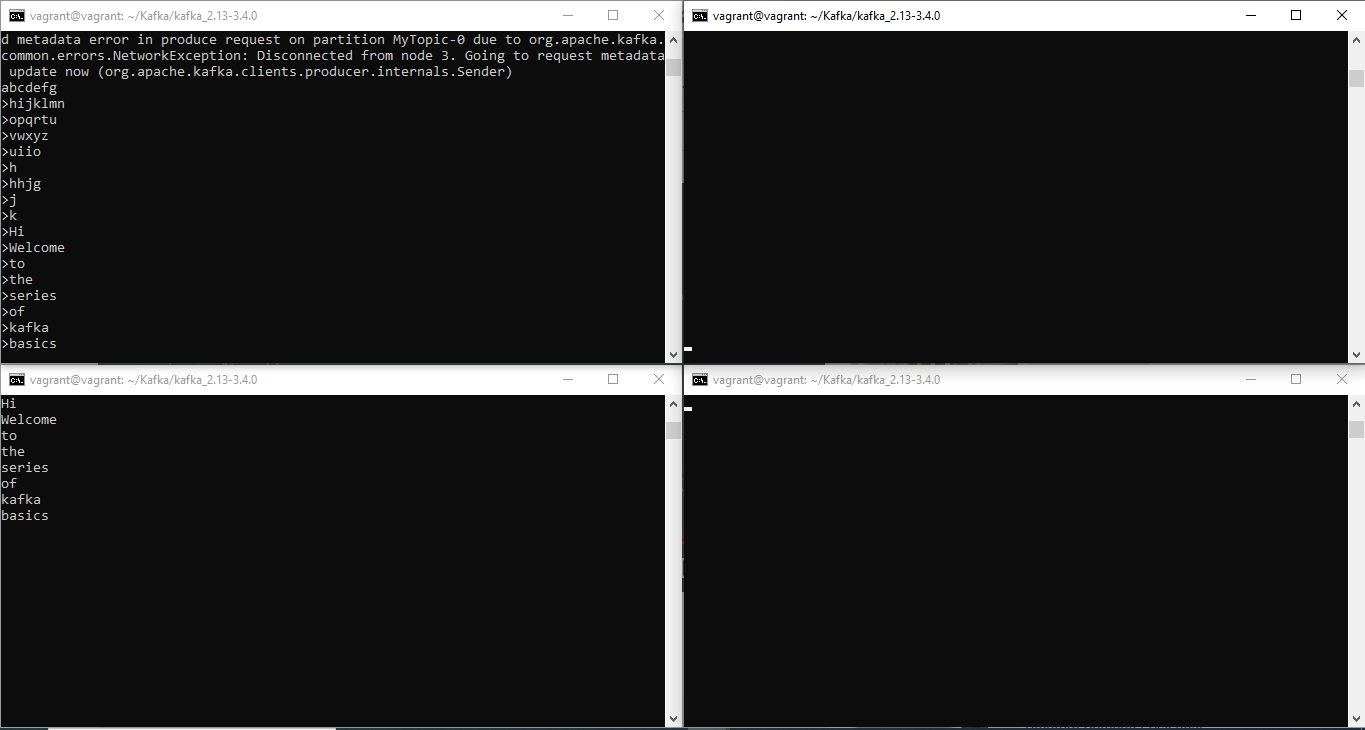 vagrant@vagrant: ~/Kafka/kafka_2.13-3.4.0
d metadata error in produce request on partition MyTopic-0 due to org.apache.kafka.
common.errors.NetworkException: Disconnected from node 3. Going to request metadata
update now (org.apache.kafka.clients.producer.internals.Sender)
abcdefg
>hijklmn
>opqrtu
>vwxyz
>uiio
>h
>hhjg
>j
>k
>Hi
>Welcome
>to
>the
>series
>of
>kafka
>basics
vagrant@vagrant: ~/Kafka/kafka_2.13-3.4.0
vagrant@vagrant: ~/Kafka/kafka_2.13-3.4.0
Hi
Welcome
to
the
series
of
kafka
basics
vagrant@vagrant: ~/Kafka/kafka_2.13-3.4.0